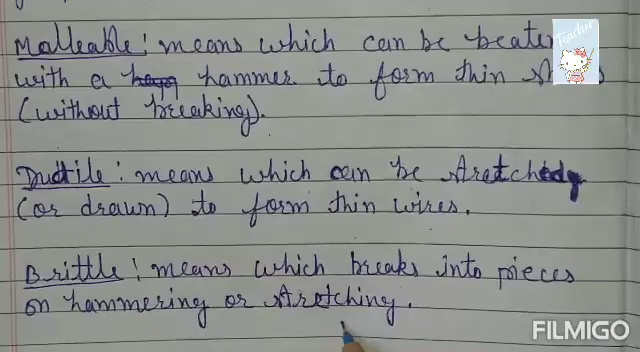 Malleable : means which can be beaten
with a hammer to form thin
(without breaking).
Ductile : means which can be stretched
(or drawn) to form thin wires.
Brittle : means which breaks into pieces
on hammering or stretching.
Teacher
FILMIGO